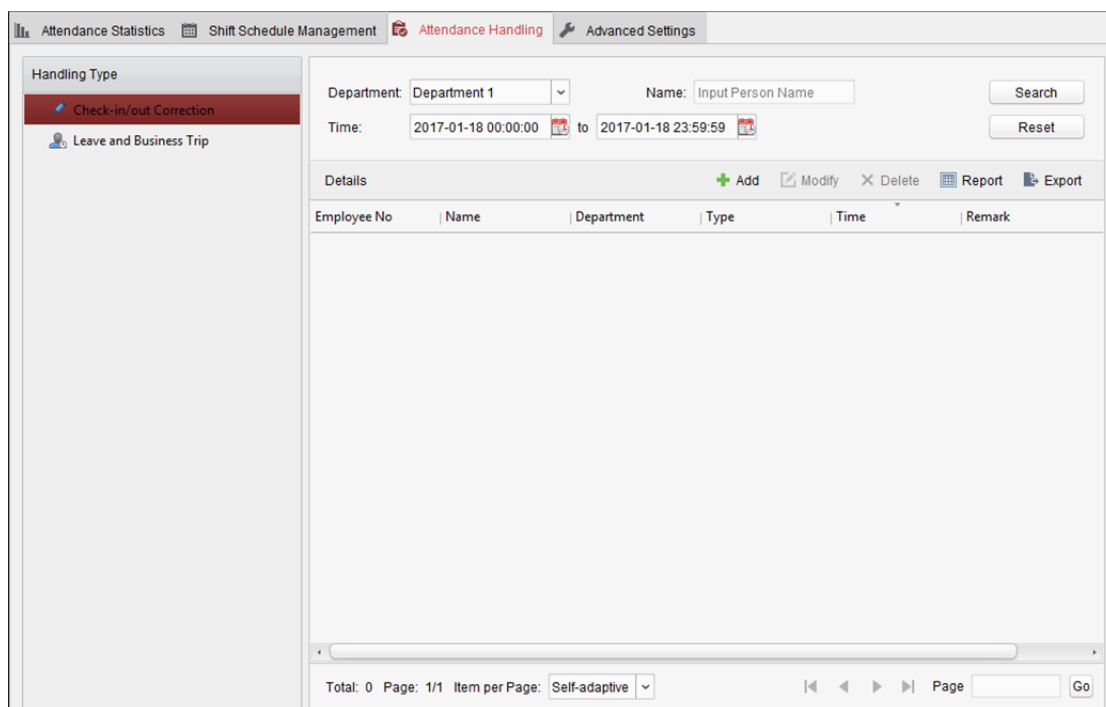 Attendance Statistics Shift Schedule Management Attendance Handling Advanced Settings
Handling Type
Check-in/out Correction
Leave and Business Trip
Department: Department 1 Name: Input Person Name Search
Time: 2017-01-18 00:00:00 to 2017-01-18 23:59:59 Reset
Details Add Modify Delete Report Export
Employee No Name Department Type Time Remark
Total: 0 Page: 1/1 Item per Page: Self-adaptive Page Go